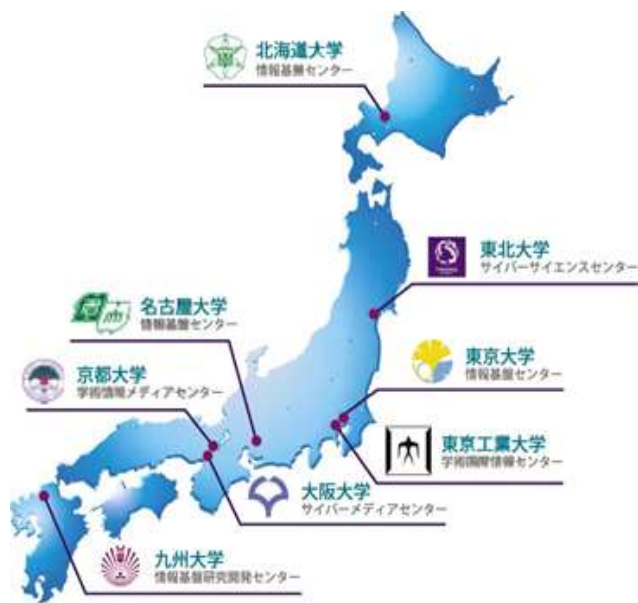 北海道大学
情報基盤センター
東北大学
サイバーサイエンスセンター
名古屋大学
情報基盤センター
東京大学
情報基盤センター
京都大学
学術情報メディアセンター
東京工業大学
学術国際情報センター
大阪大学
サイバーメディアセンター
九州大学
情報基盤研究開発センター